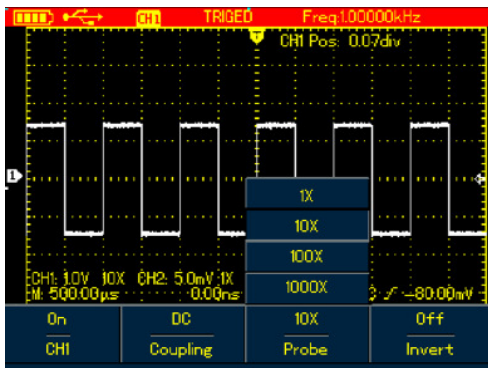 CH1 TRIGED Freq:1.00000kHz
T CH1 Pos: 0.07div
1
1X
10X
100X
1000X
CH1: 1.0V 10X CH2: 5.0mV 1X
M: 500.00μs 0.00ns -80.00mV
On DC 10X Off
CH1 Coupling Probe Invert